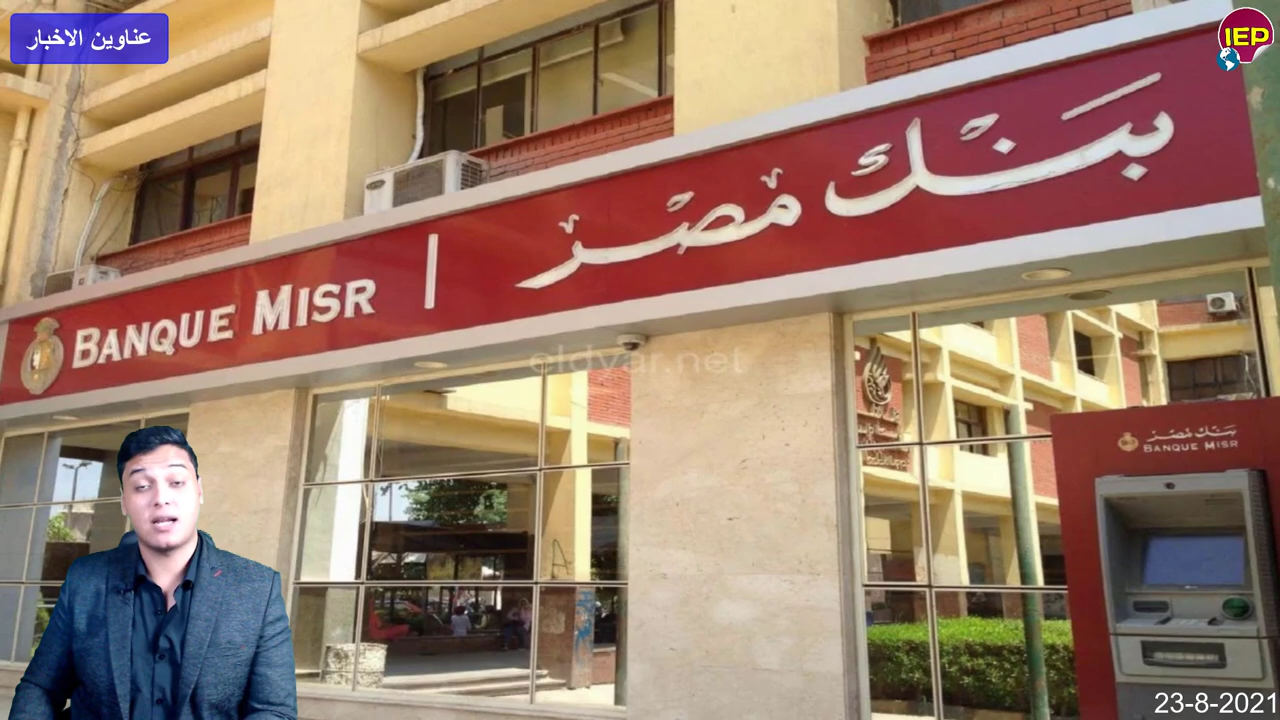 عناوين الاخبار
IEP
بنك مصر | BANQUE MISR
eldyar.net
بنك مصر
BANQUE MISR
23-8-2021